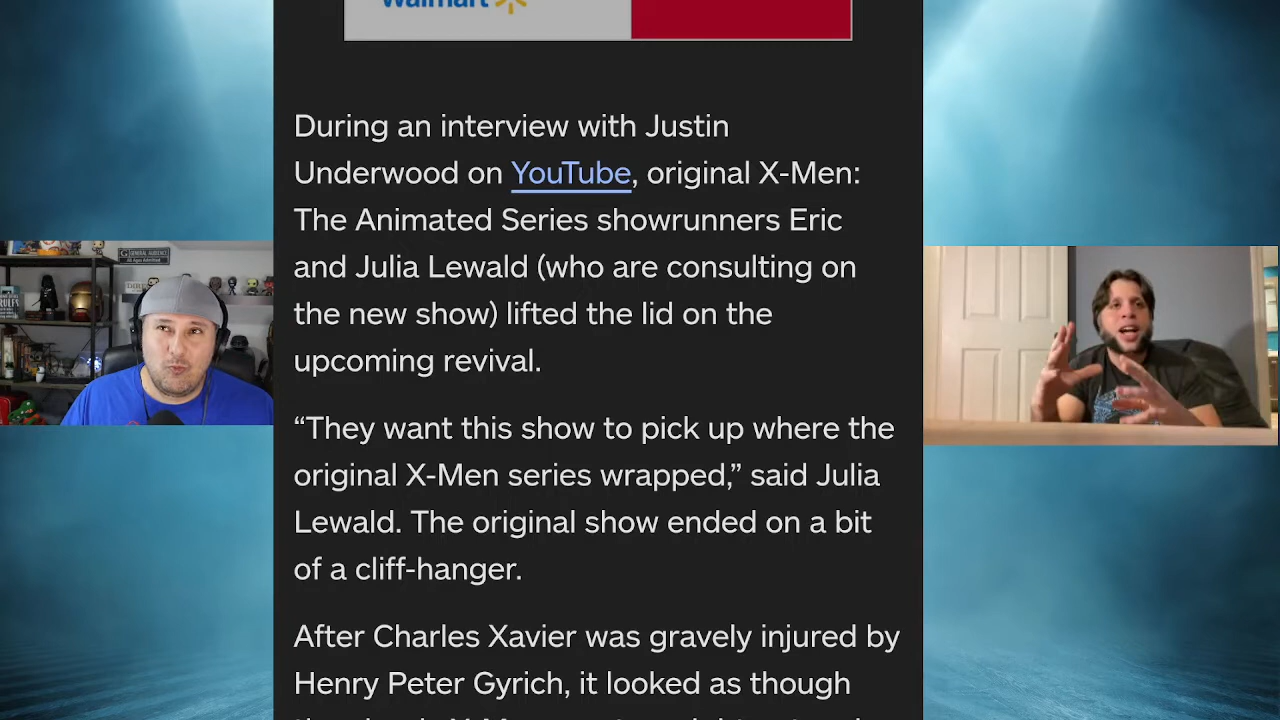 Walmart
During an interview with Justin
Underwood on YouTube, original X-Men:
The Animated Series showrunners Eric
and Julia Lewald (who are consulting on
the new show) lifted the lid on the
upcoming revival.
“They want this show to pick up where the
original X-Men series wrapped,” said Julia
Lewald. The original show ended on a bit
of a cliff-hanger.
After Charles Xavier was gravely injured by
Henry Peter Gyrich, it looked as though
GENERAL AUDIENCE